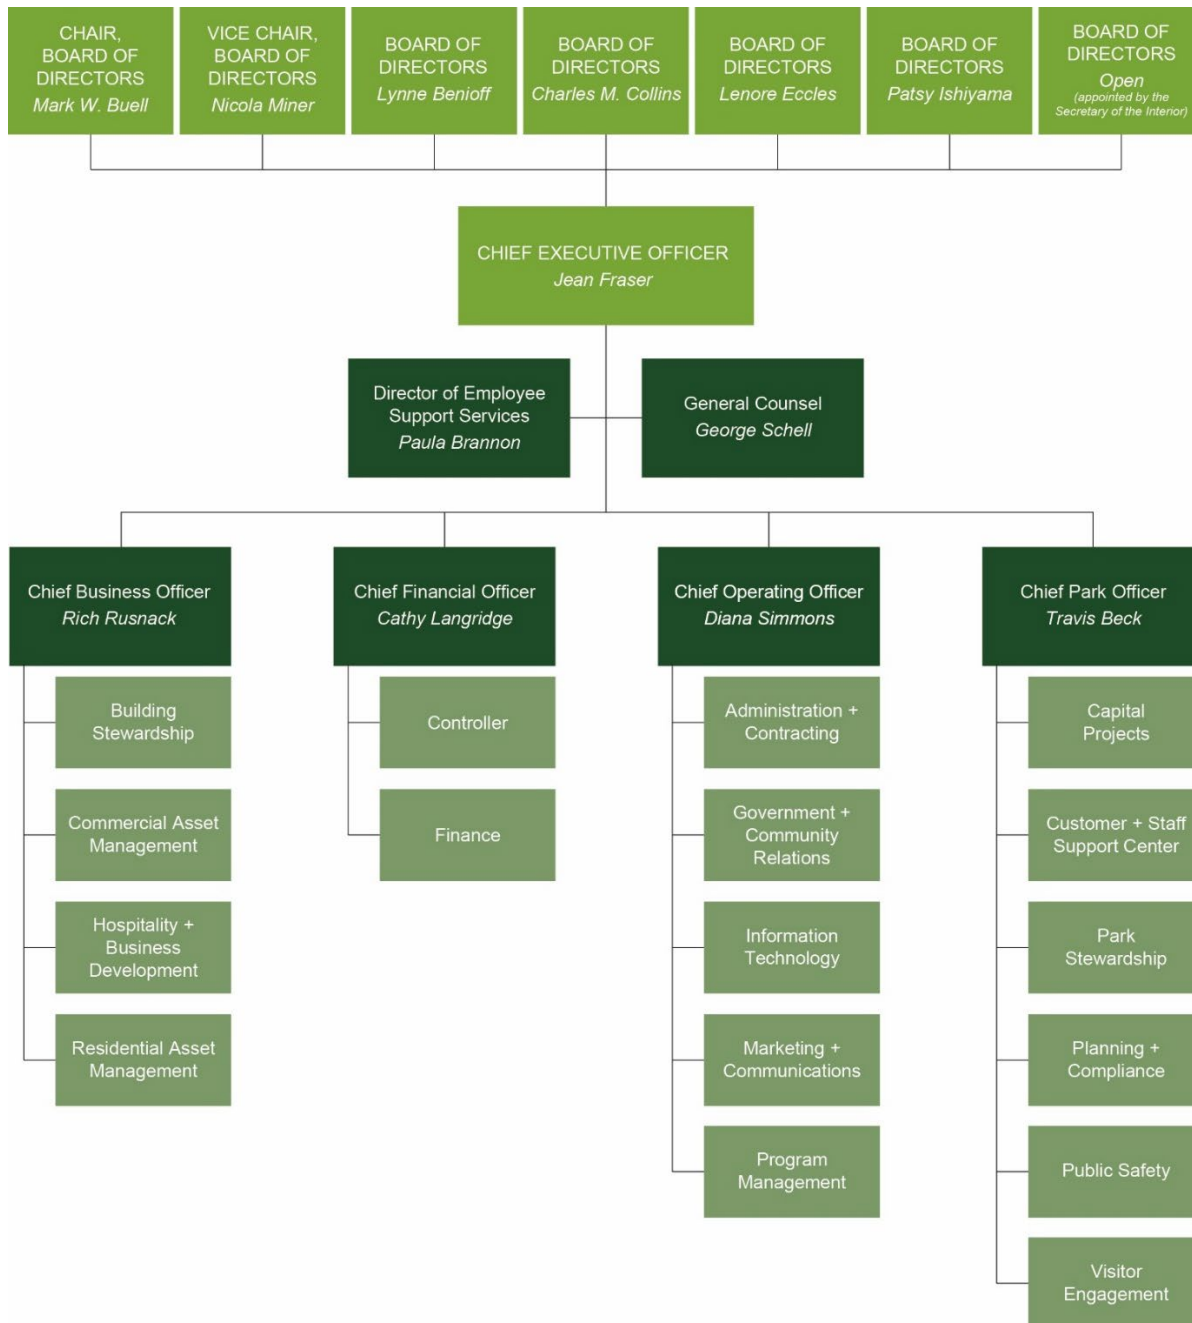 CHAIR,
BOARD OF
DIRECTORS
Mark W. Buell
VICE CHAIR,
BOARD OF
DIRECTORS
Nicola Miner
BOARD OF
DIRECTORS
Lynne Benioff
BOARD OF
DIRECTORS
Charles M. Collins
BOARD OF
DIRECTORS
Lenore Eccles
BOARD OF
DIRECTORS
Patsy Ishiyama
BOARD OF
DIRECTORS
Open
(appointed by the
Secretary of the Interior)
CHIEF EXECUTIVE OFFICER
Jean Fraser
Director of Employee
Support Services
Paula Brannon
General Counsel
George Schell
Chief Business Officer
Rich Rusnack
Building
Stewardship
Commercial Asset
Management
Hospitality +
Business
Development
Residential Asset
Management
Chief Financial Officer
Cathy Langridge
Controller
Finance
Chief Operating Officer
Diana Simmons
Administration +
Contracting
Government +
Community
Relations
Information
Technology
Marketing +
Communications
Program
Management
Chief Park Officer
Travis Beck
Capital
Projects
Customer + Staff
Support Center
Park
Stewardship
Planning +
Compliance
Public Safety
Visitor
Engagement